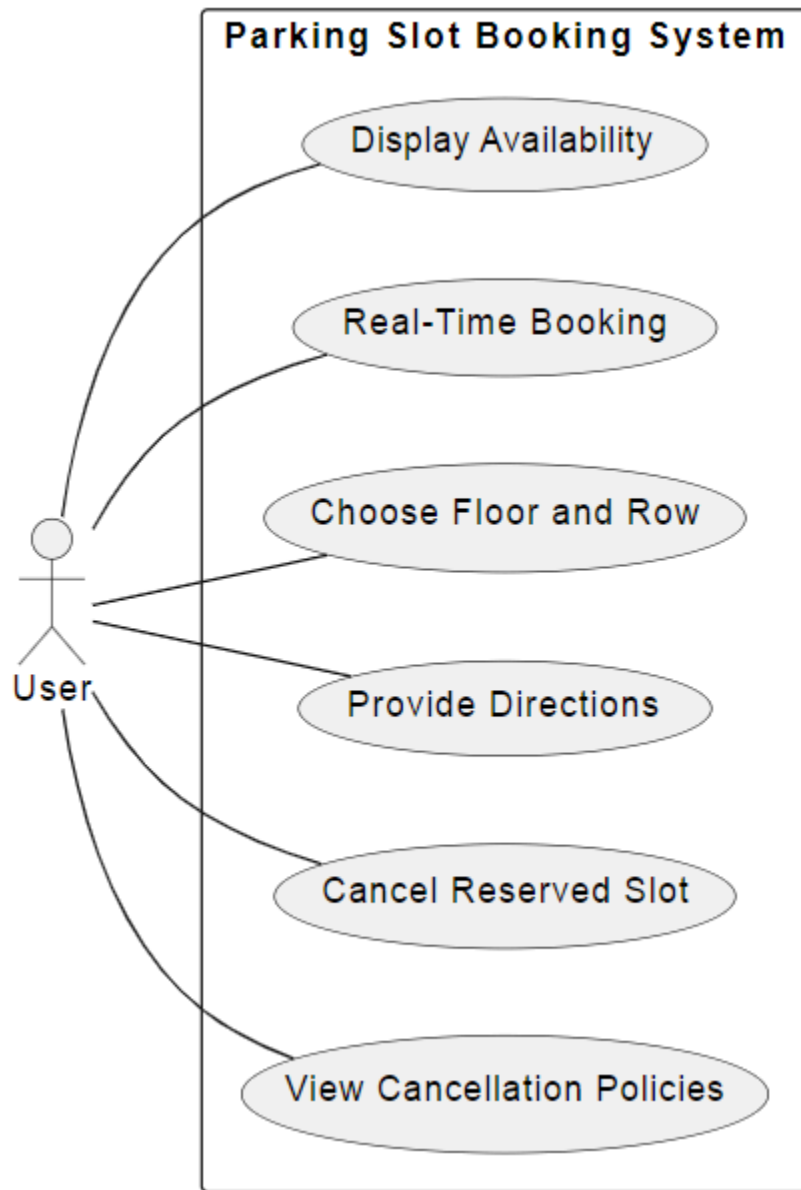 Parking Slot Booking System
Display Availability
Real-Time Booking
Choose Floor and Row
Provide Directions
User
Cancel Reserved Slot
View Cancellation Policies